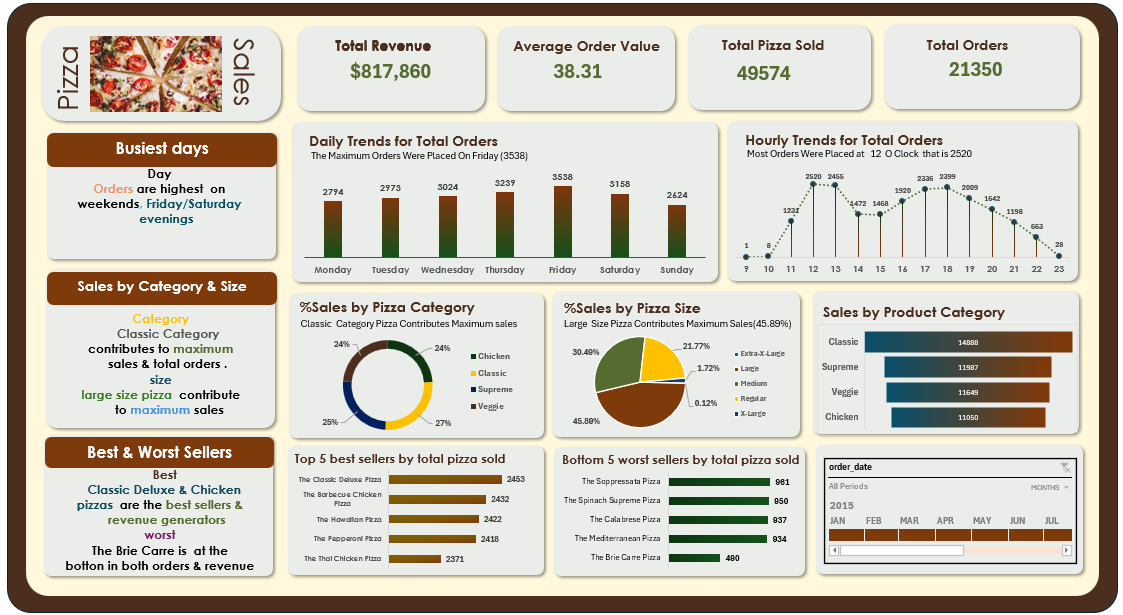 Pizza
Sales
Total Revenue
$817,860
Average Order Value
38.31
Total Pizza Sold
49574
Total Orders
21350
Busiest days
Day
Orders are highest on
weekends, Friday/Saturday
evenings
Daily Trends for Total Orders
The Maximum Orders Were Placed On Friday (3538)
2794 2973 3024 3239 3538 3158 2624
Monday Tuesday Wednesday Thursday Friday Saturday Sunday
Hourly Trends for Total Orders
Most Orders Were Placed at 12 O Clock that is 2520
1 8 1231 2520 2455 1472 1468 1920 2336 2399 2009 1642 1198 663 28
9 10 11 12 13 14 15 16 17 18 19 20 21 22 23
Sales by Category & Size
Category
Classic Category
contributes to maximum
sales & total orders .
size
large size pizza contribute
to maximum sales
%Sales by Pizza Category
Classic Category Pizza Contributes Maximum sales
24%
24%
25%
27%
Chicken
Classic
Supreme
Veggie
%Sales by Pizza Size
Large Size Pizza Contributes Maximum Sales(45.89%)
30.49%
21.77%
1.72%
0.12%
45.89%
Extra-X-Large
Large
Medium
Regular
X-Large
Sales by Product Category
Classic 14888
Supreme 11987
Veggie 11649
Chicken 11050
Best & Worst Sellers
Best
Classic Deluxe & Chicken
pizzas are the best sellers &
revenue generators
worst
The Brie Carre is at the
botton in both orders & revenue
Top 5 best sellers by total pizza sold
The Classic Deluxe Pizza 2453
The Barbecue Chicken
Pizza 2432
The Hawaiian Pizza 2422
The Pepperoni Pizza 2418
The Thai Chicken Pizza 2371
Bottom 5 worst sellers by total pizza sold
The Soppressata Pizza 961
The Spinach Supreme Pizza 950
The Calabrese Pizza 937
The Mediterranean Pizza 934
The Brie Carre Pizza 490
order_date
All Periods MONTHS
2015
JAN FEB MAR APR MAY JUN JUL